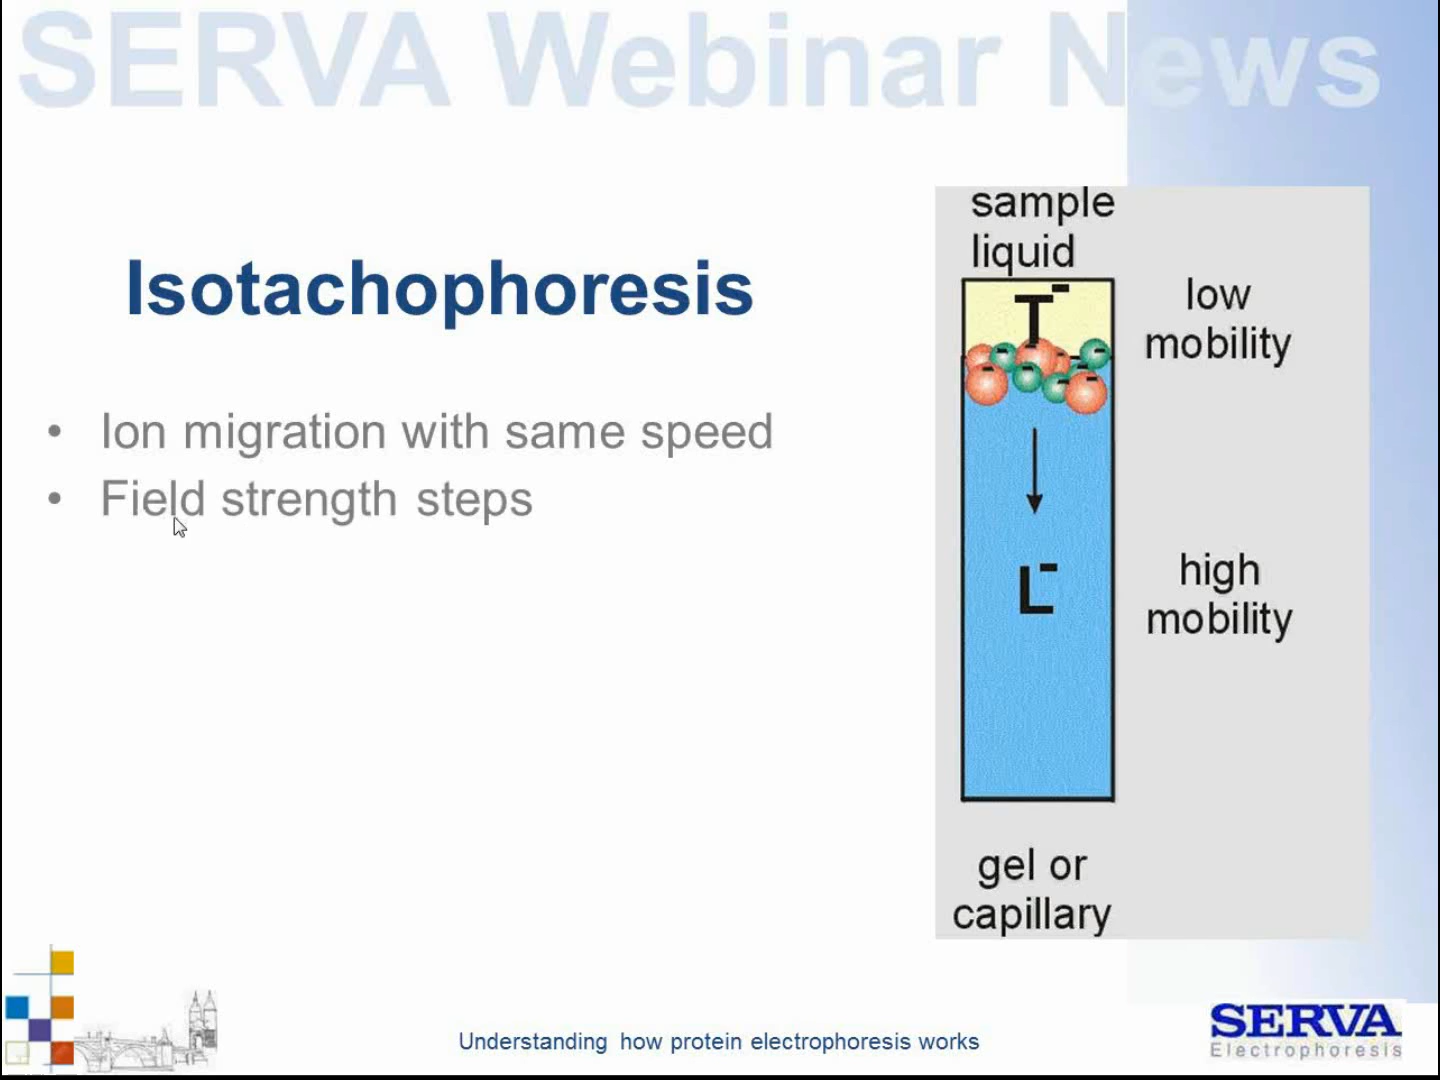 SERVA Webinar News
Isotachophoresis
• Ion migration with same speed
• Field strength steps
sample
liquid
T-
low
mobility
L-
high
mobility
gel or
capillary
Understanding how protein electrophoresis works
SERVA
Electrophoresis